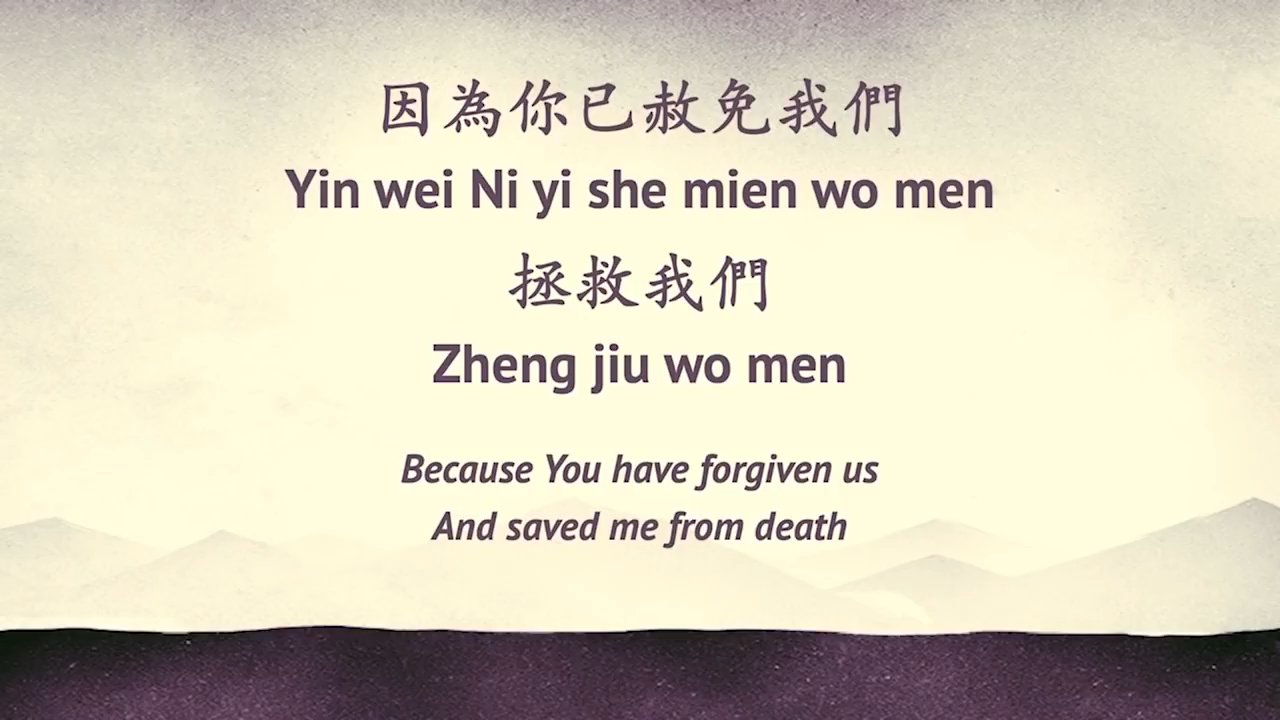 因為你已赦免我們
Yin wei Ni yi she mien wo men
拯救我們
Zheng jiu wo men
Because You have forgiven us
And saved me from death